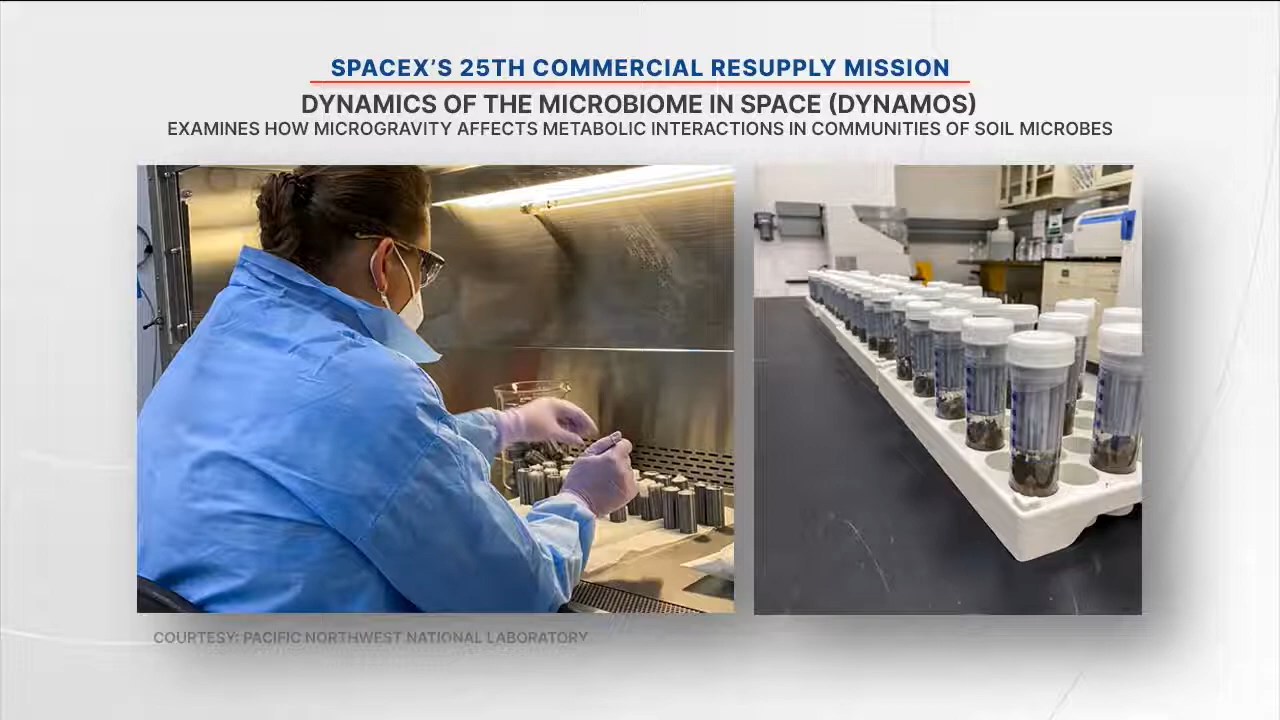 SPACEX'S 25TH COMMERCIAL RESUPPLY MISSION
DYNAMICS OF THE MICROBIOME IN SPACE (DYNAMOS)
EXAMINES HOW MICROGRAVITY AFFECTS METABOLIC INTERACTIONS IN COMMUNITIES OF SOIL MICROBES
COURTESY: PACIFIC NORTHWEST NATIONAL LABORATORY